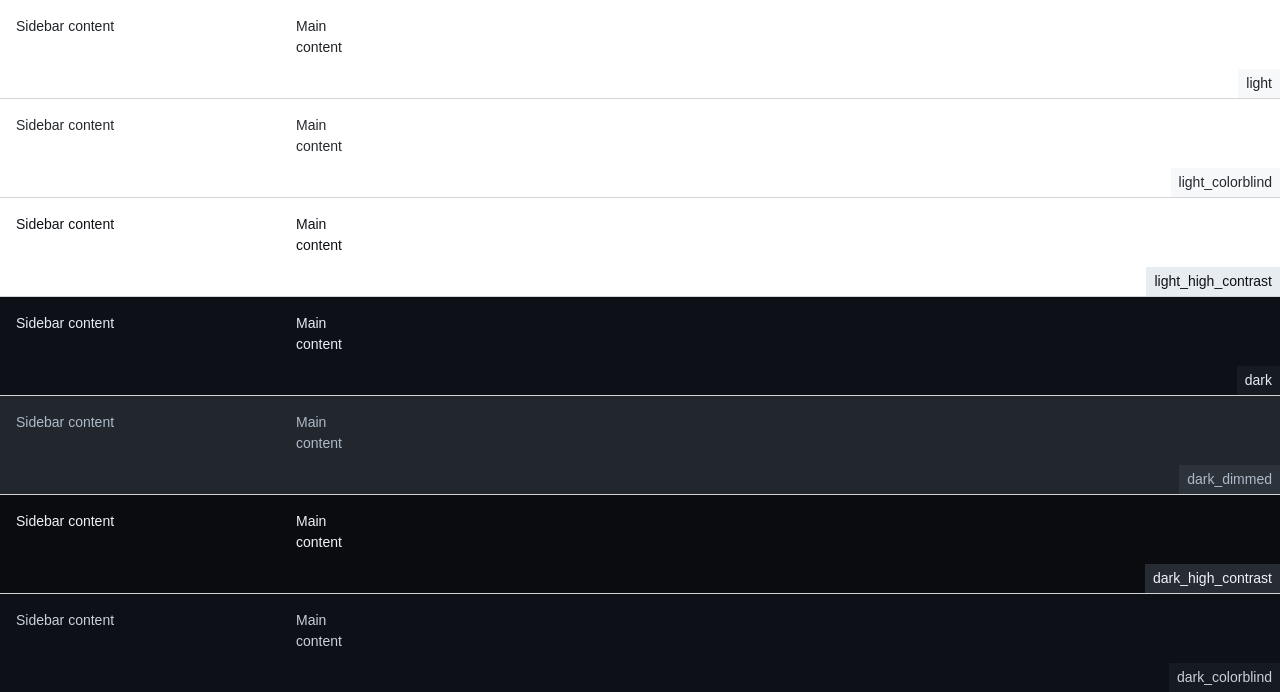 Sidebar content
Main
content
light
Sidebar content
Main
content
light_colorblind
Sidebar content
Main
content
light_high_contrast
Sidebar content
Main
content
dark
Sidebar content
Main
content
dark_dimmed
Sidebar content
Main
content
dark_high_contrast
Sidebar content
Main
content
dark_colorblind